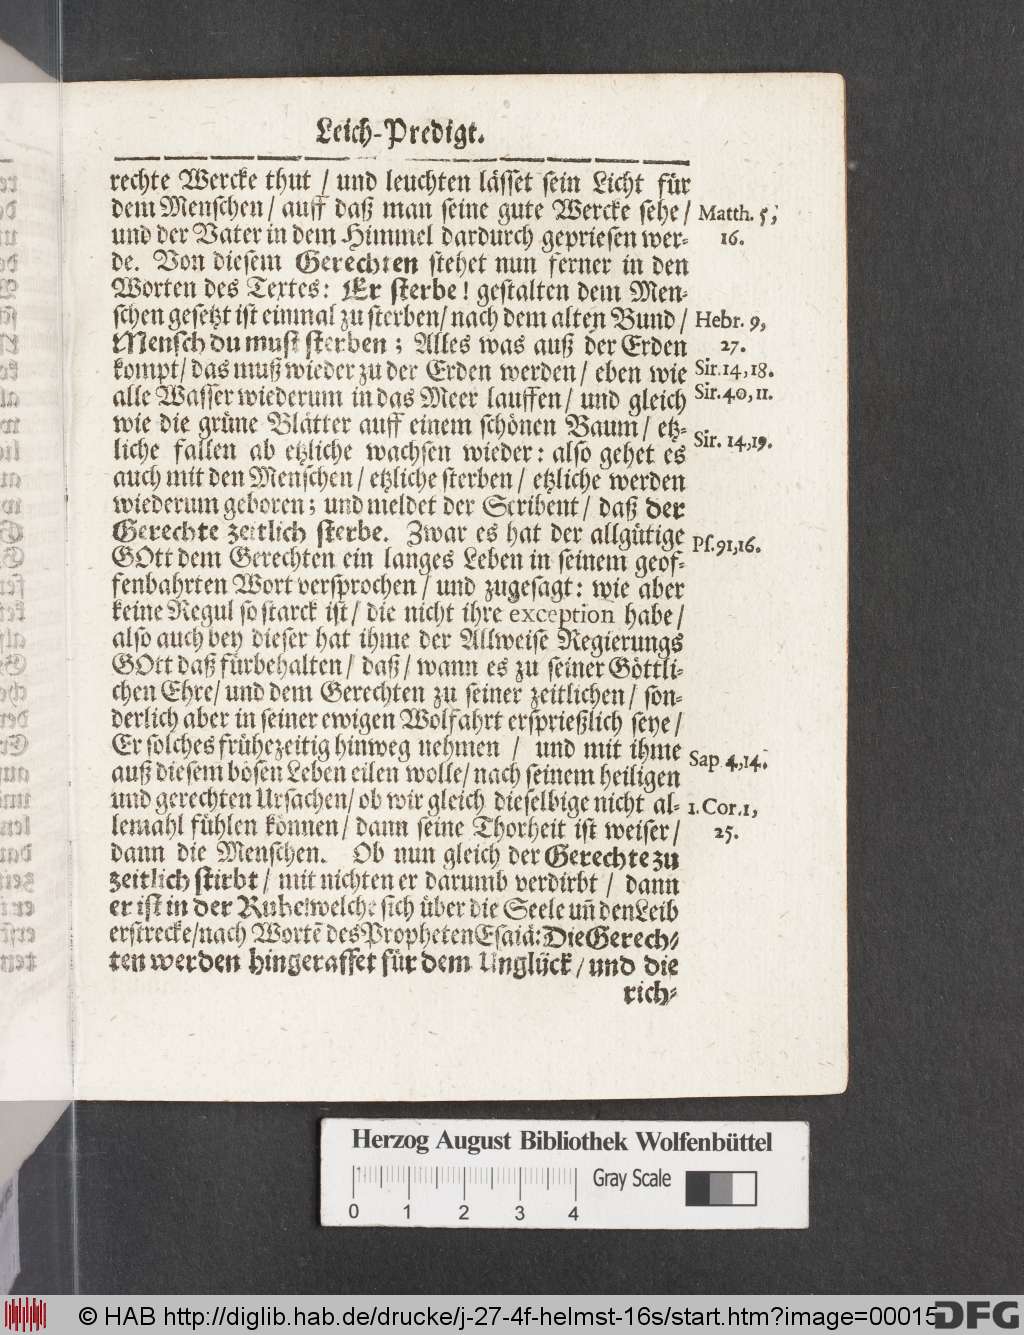 Leich-Predigt.
rechte Wercke thut / und leuchten lässet sein Licht für
dem Menschen / auff daß man seine gute Wercke sehe /
Matth. 5,
und der Vater in dem Himmel dardurch gepriesen wer-
16.
de. Von diesem Gerechten stehet nun ferner in den
Worten des Textes: Er sterbe! gestalten dem Men-
schen gesetzt ist einmal zu sterben / nach dem alten Bund /
Hebr. 9,
Mensch du must sterben; Alles was auß der Erden
27.
kompt / das muß wieder zu der Erden werden / eben wie
Sir. 14, 18.
alle Wasser wiederum in das Meer lauffen / und gleich
Sir. 40, 11.
wie die grüne Blätter auff einem schönen Baum / etz-
liche fallen ab etzliche wachsen wieder: also gehet es
Sir. 14, 19.
auch mit den Menschen / etzliche sterben / etzliche werden
wiederum geboren; und meldet der Scribent / daß der
Gerechte zeitlich sterbe. Zwar es hat der allgütige
Ps. 91, 16.
GOtt dem Gerechten ein langes Leben in seinem geof-
fenbahrten Wort versprochen / und zugesagt: wie aber
keine Regul so starck ist / die nicht ihre exception habe /
also auch bey dieser hat ihme der Allweise Regierungs
GOtt daß fürbehalten / daß / wann es zu seiner Göttli-
chen Ehre / und dem Gerechten zu seiner zeitlichen / son-
derlich aber in seiner ewigen Wolfahrt ersprießlich seye /
Er solches frühezeitig hinweg nehmen / und mit ihme
Sap. 4, 14.
auß diesem bösen Leben eilen wolle / nach seinem heiligen
und gerechten Ursachen / ob wir gleich dieselbige nicht al-
1. Cor. 1,
lemahl fühlen können / dann seine Thorheit ist weiser /
25.
dann die Menschen. Ob nun gleich der Gerechte zu
zeitlich stirbt / mit nichten er darumb verdirbt / dann
er ist in der Ruhe / welche sich über die Seele uñ den Leib
erstrecke / nach Wortē des Propheten Esaiä: Die Gerech-
ten werden hingeraffet für dem Unglück / und die
rich-
Herzog August Bibliothek Wolfenbüttel
Gray Scale
0 1 2 3 4
© HAB http://diglib.hab.de/drucke/j-27-4f-helmst-16s/start.htm?image=00015
DFG